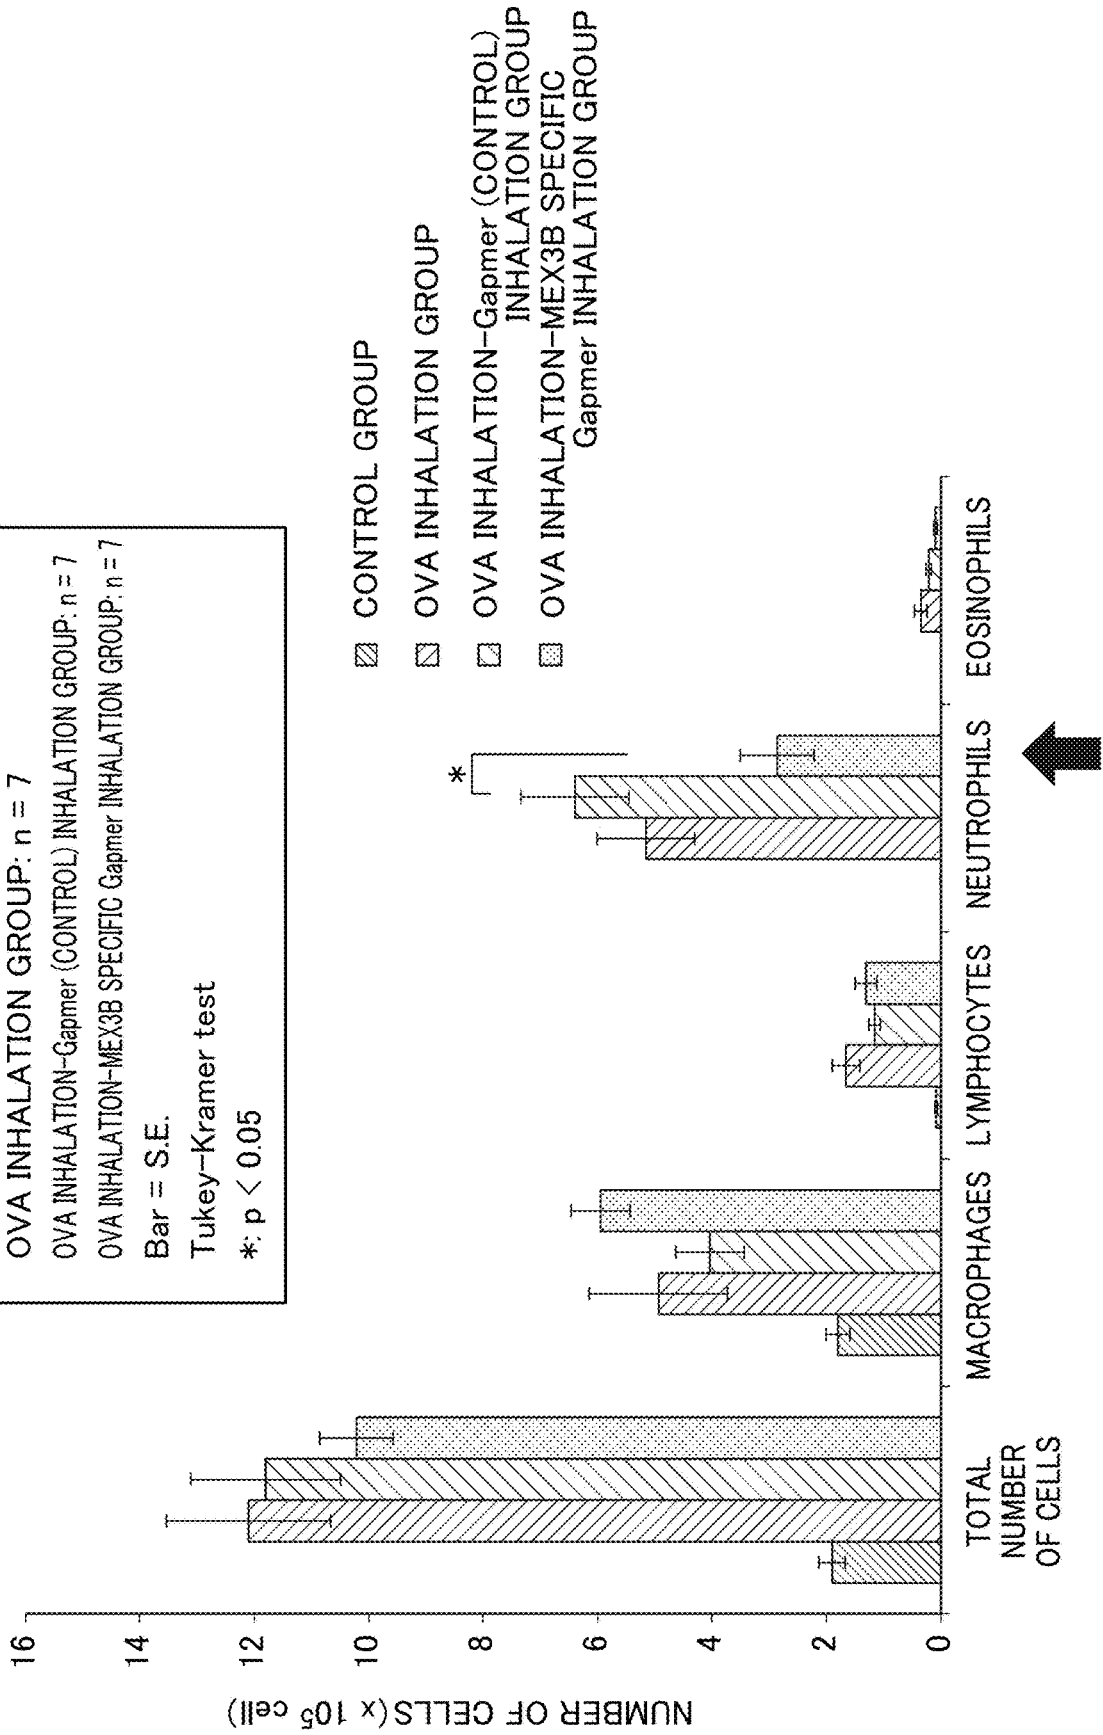 OVA INHALATION GROUP: n = 7
OVA INHALATION-Gapmer (CONTROL) INHALATION GROUP: n = 7
OVA INHALATION-MEX3B SPECIFIC Gapmer INHALATION GROUP: n = 7
Bar = S.E.
Tukey-Kramer test
*: p < 0.05
CONTROL GROUP
OVA INHALATION GROUP
OVA INHALATION-Gapmer (CONTROL)
INHALATION GROUP
OVA INHALATION-MEX3B SPECIFIC
Gapmer INHALATION GROUP
NUMBER OF CELLS (x 10⁵ cell)
16
14
12
10
8
6
4
2
0
*
TOTAL
NUMBER
OF CELLS
MACROPHAGES
LYMPHOCYTES
NEUTROPHILS
EOSINOPHILS